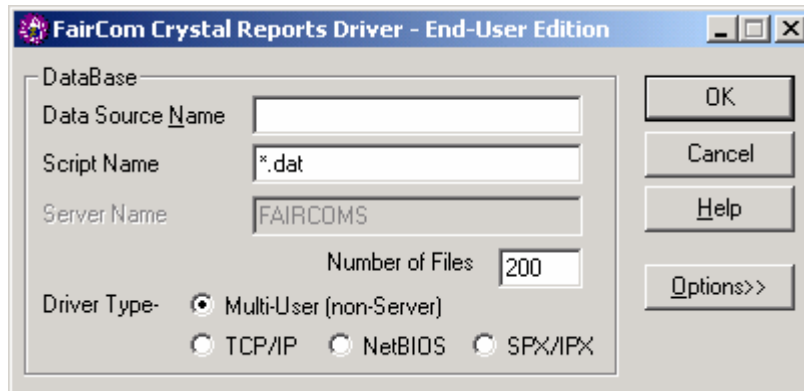 FairCom Crystal Reports Driver - End-User Edition
DataBase
Data Source Name
Script Name *.dat
Server Name FAIRCOMS
Number of Files 200
Driver Type- Multi-User (non-Server)
TCP/IP NetBIOS SPX/IPX
OK
Cancel
Help
Options>>